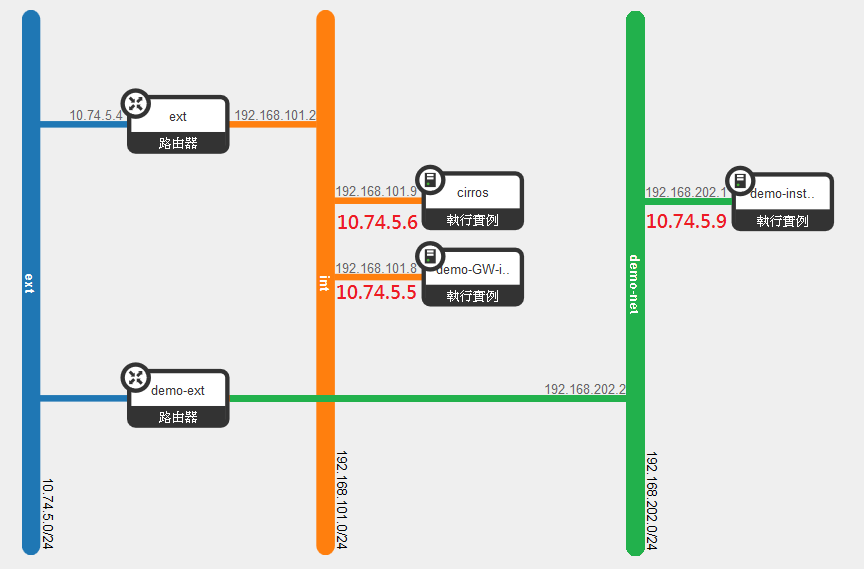 10.74.5.4
ext
路由器
192.168.101.2
192.168.101.9
10.74.5.6
cirros
執行實例
192.168.202.1
10.74.5.9
demo-inst..
執行實例
192.168.101.8
10.74.5.5
demo-GW-i..
執行實例
ext
int
demo-net
demo-ext
路由器
192.168.202.2
10.74.5.0/24
192.168.101.0/24
192.168.202.0/24